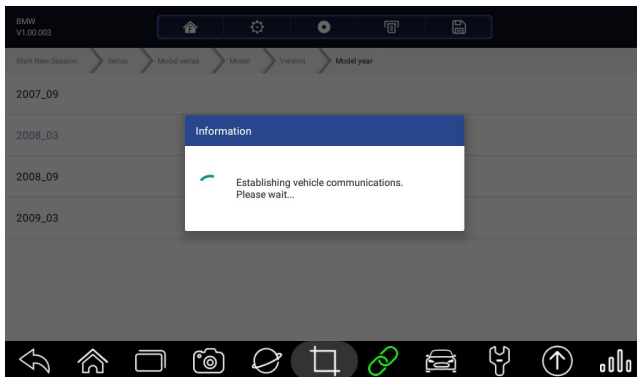 BMW
V1.00.003
Start New Session Series Model series Model Version Model year
2007_09
2008_03
2008_09
2009_03
Information
Establishing vehicle communications.
Please wait...